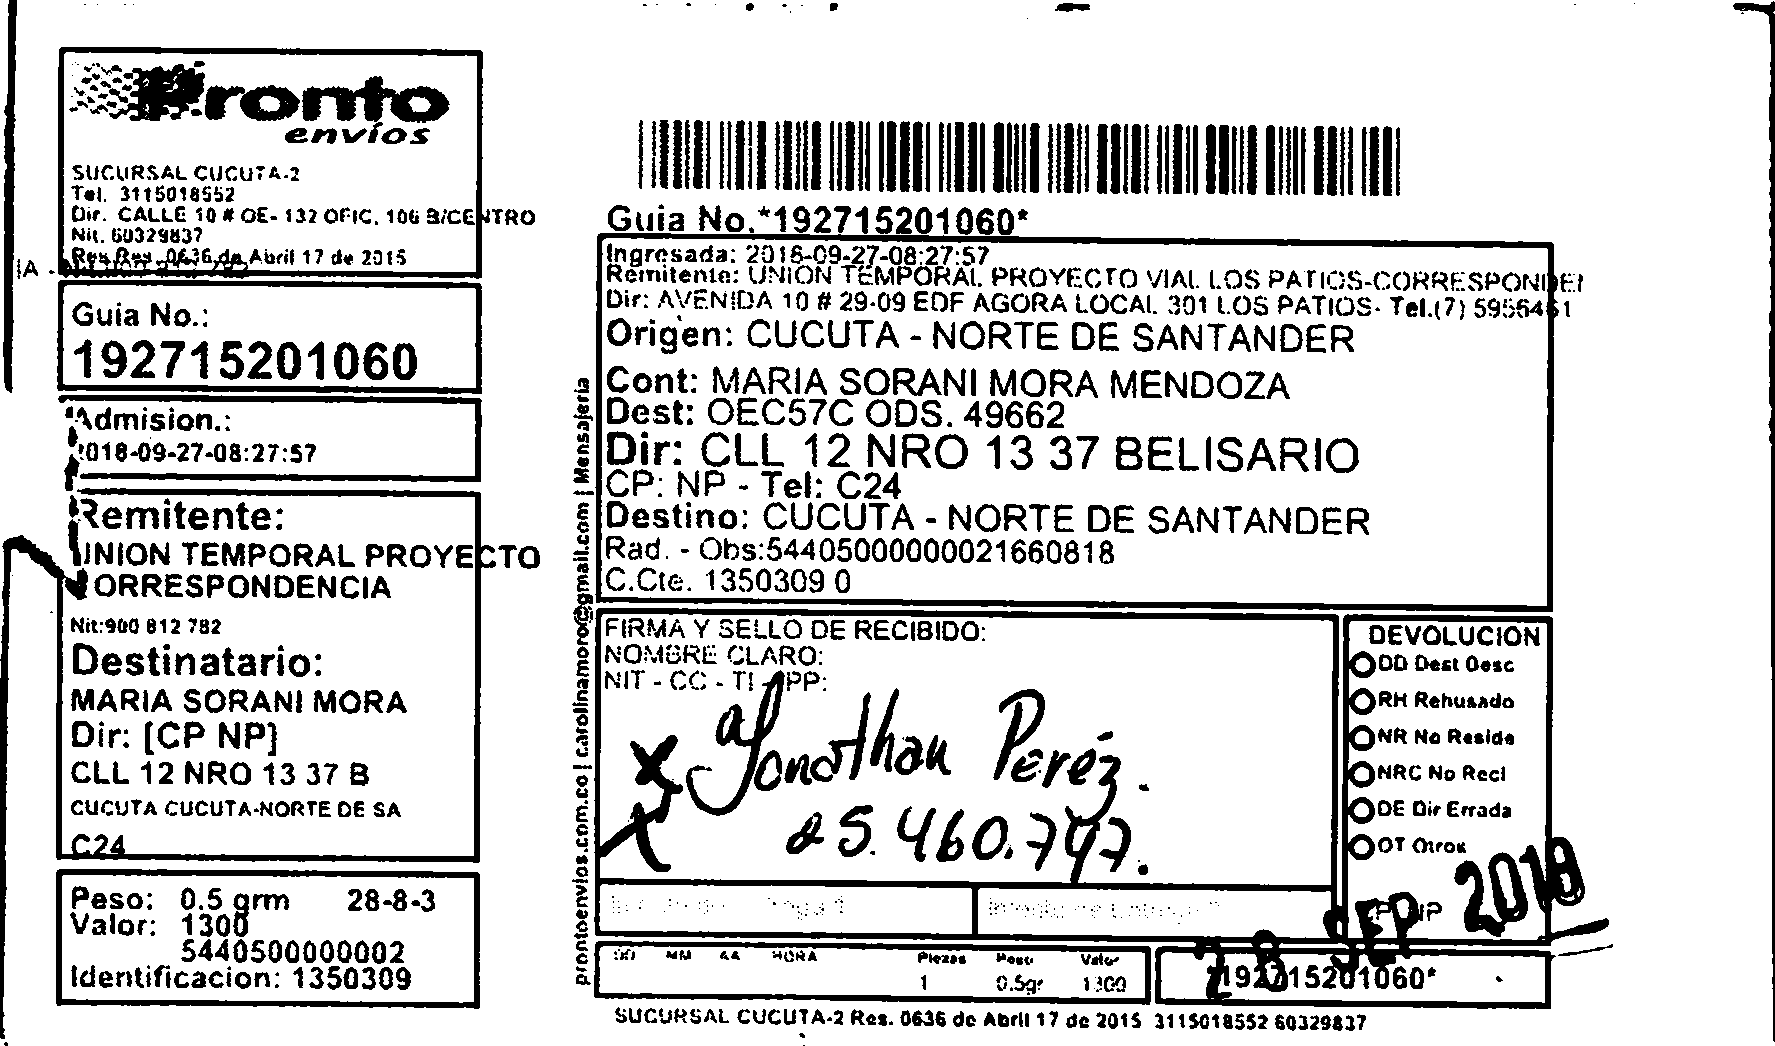 Pronto
envíos
SUCURSAL CUCUTA-2
Tel. 3115018552
Dir. CALLE 10 # OE- 132 OFIC. 106 B/CENTRO
Nit. 60329837
Res.Res. 0636 de Abril 17 de 2015
Guia No.:
192715201060
Admision.:
2018-09-27-08:27:57
Remitente:
UNION TEMPORAL PROYECTO
CORRESPONDENCIA
Nit:900 812 782
Destinatario:
MARIA SORANI MORA
Dir: [CP NP]
CLL 12 NRO 13 37 B
CUCUTA CUCUTA-NORTE DE SA
C24
Peso: 0.5 grm 28-8-3
Valor: 1300
5440500000002
Identificacion: 1350309
prontoenvios.com.co | carolinamoro@gmail.com | Mensajeria
Guia No.*192715201060*
Ingresada: 2018-09-27-08:27:57
Remitente: UNION TEMPORAL PROYECTO VIAL LOS PATIOS-CORRESPONDEN
Dir: AVENIDA 10 # 29-09 EDF AGORA LOCAL 301 LOS PATIOS- Tel.(7) 5956461
Origen: CUCUTA - NORTE DE SANTANDER
Cont: MARIA SORANI MORA MENDOZA
Dest: OEC57C ODS. 49662
Dir: CLL 12 NRO 13 37 BELISARIO
CP: NP - Tel: C24
Destino: CUCUTA - NORTE DE SANTANDER
Rad. - Obs:54405000000021660818
C.Cte. 1350309 0
FIRMA Y SELLO DE RECIBIDO:
NOMBRE CLARO:
NIT - CC - TI - PP:
X Jonathan Peréz.
X 25.460.747.
DEVOLUCION
DD Dest Desc
RH Rehusado
NR No Reside
NRC No Recl
DE Dir Errada
OT Otros
28 SEP 2018
DD MM AA HORA Piezas Peso Valor
1 0.5gr 1300
*192715201060*
SUCURSAL CUCUTA-2 Res. 0636 de Abril 17 de 2015 3115018552 60329837